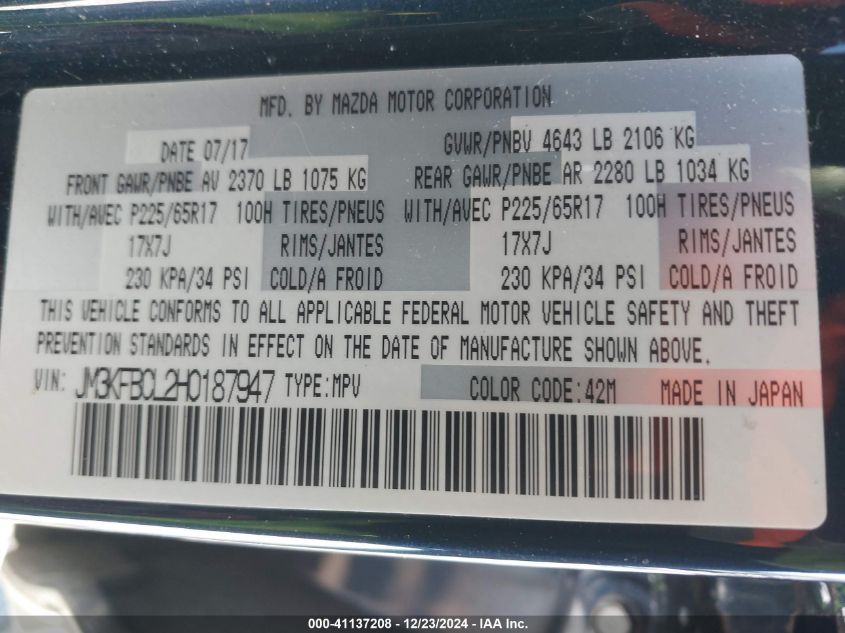 MFD. BY MAZDA MOTOR CORPORATION
DATE 07/17 GVWR/PNBV 4643 LB 2106 KG
FRONT GAWR/PNBE AV 2370 LB 1075 KG REAR GAWR/PNBE AR 2280 LB 1034 KG
WITH/AVEC P225/65R17 100H TIRES/PNEUS WITH/AVEC P225/65R17 100H TIRES/PNEUS
17X7J RIMS/JANTES 17X7J RIMS/JANTES
230 KPA/34 PSI COLD/A FROID 230 KPA/34 PSI COLD/A FROID
THIS VEHICLE CONFORMS TO ALL APPLICABLE FEDERAL MOTOR VEHICLE SAFETY AND THEFT
PREVENTION STANDARDS IN EFFECT ON THE DATE OF MANUFACTURE SHOWN ABOVE.
VIN: JM3KFBCL2H0187947 TYPE:MPV COLOR CODE:42M MADE IN JAPAN
000-41137208 - 12/23/2024 - IAA Inc.